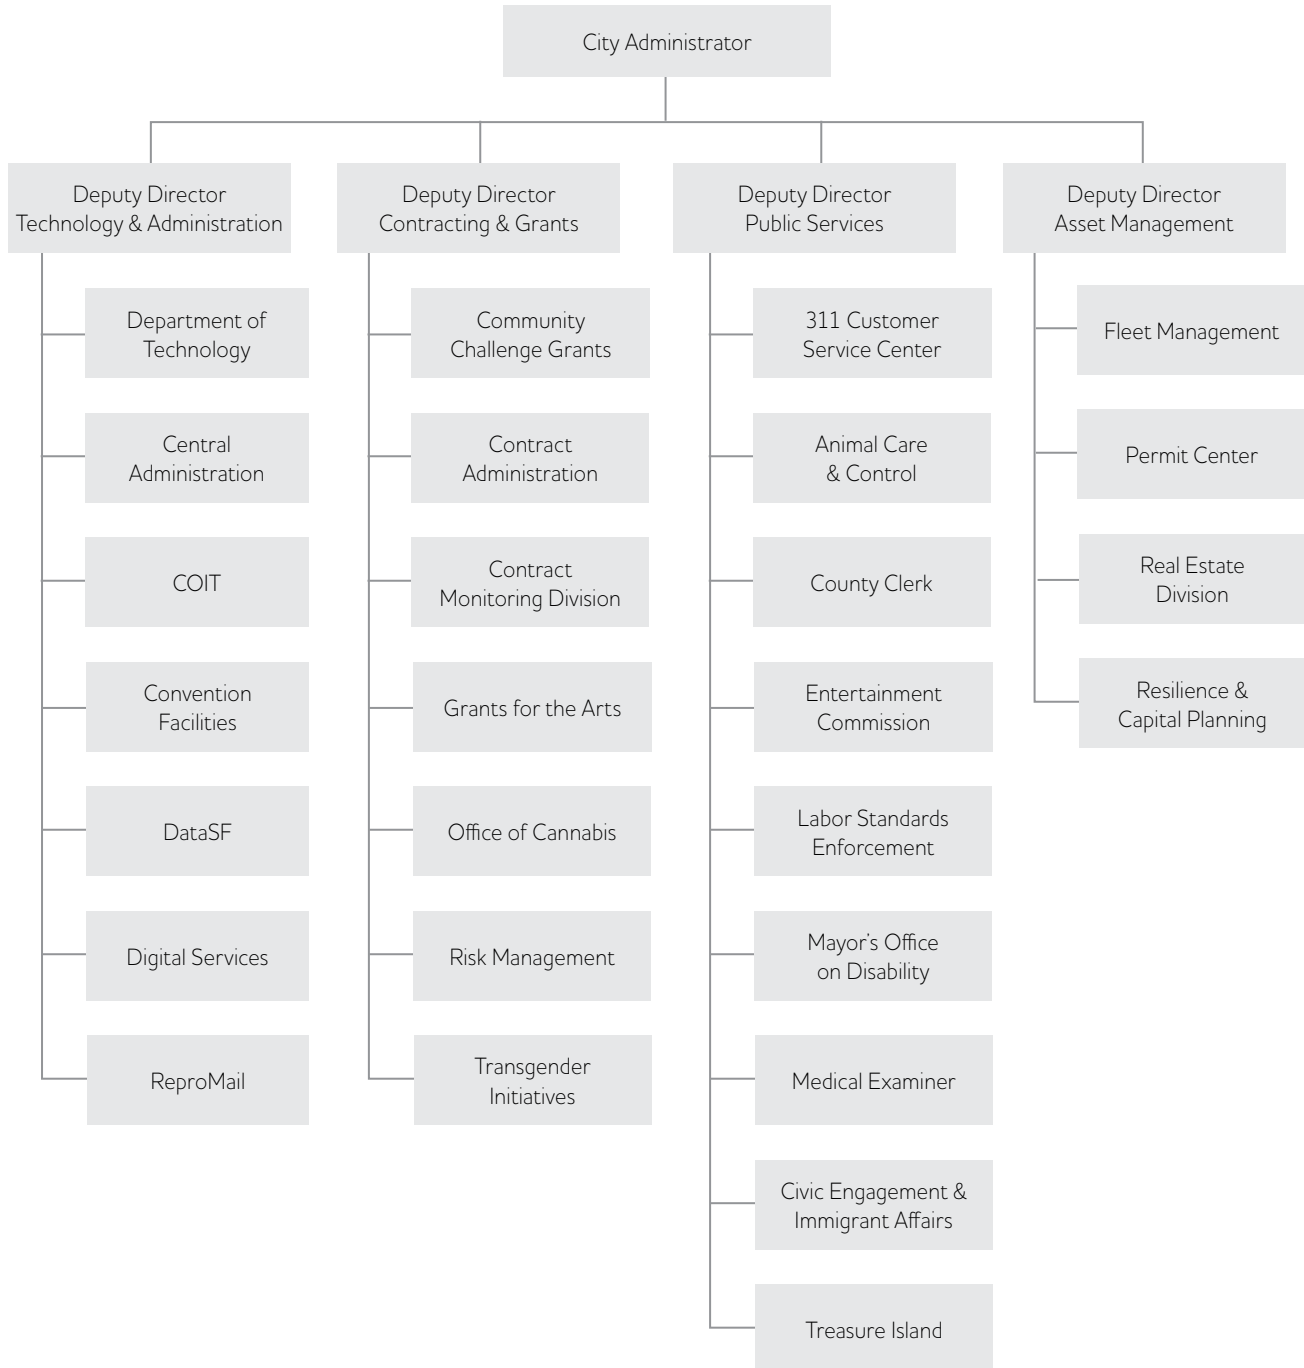 City Administrator
Deputy Director
Technology & Administration
Department of
Technology
Central
Administration
COIT
Convention
Facilities
DataSF
Digital Services
ReproMail
Deputy Director
Contracting & Grants
Community
Challenge Grants
Contract
Administration
Contract
Monitoring Division
Grants for the Arts
Office of Cannabis
Risk Management
Transgender
Initiatives
Deputy Director
Public Services
311 Customer
Service Center
Animal Care
& Control
County Clerk
Entertainment
Commission
Labor Standards
Enforcement
Mayor's Office
on Disability
Medical Examiner
Civic Engagement &
Immigrant Affairs
Treasure Island
Deputy Director
Asset Management
Fleet Management
Permit Center
Real Estate
Division
Resilience &
Capital Planning